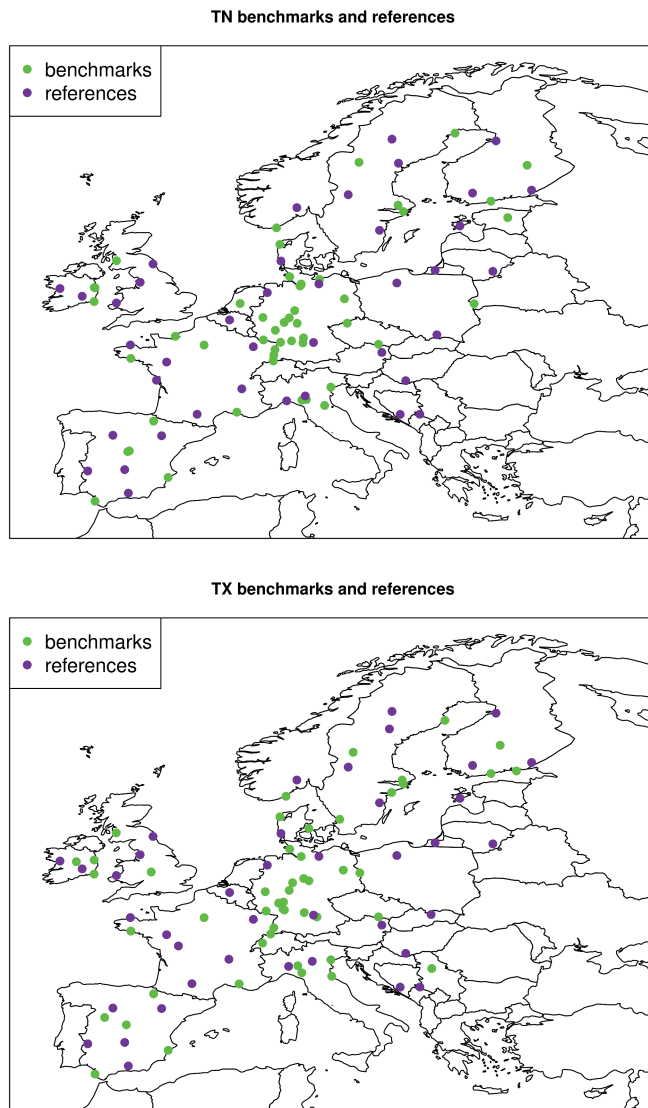 TN benchmarks and references
benchmarks
references
TX benchmarks and references
benchmarks
references